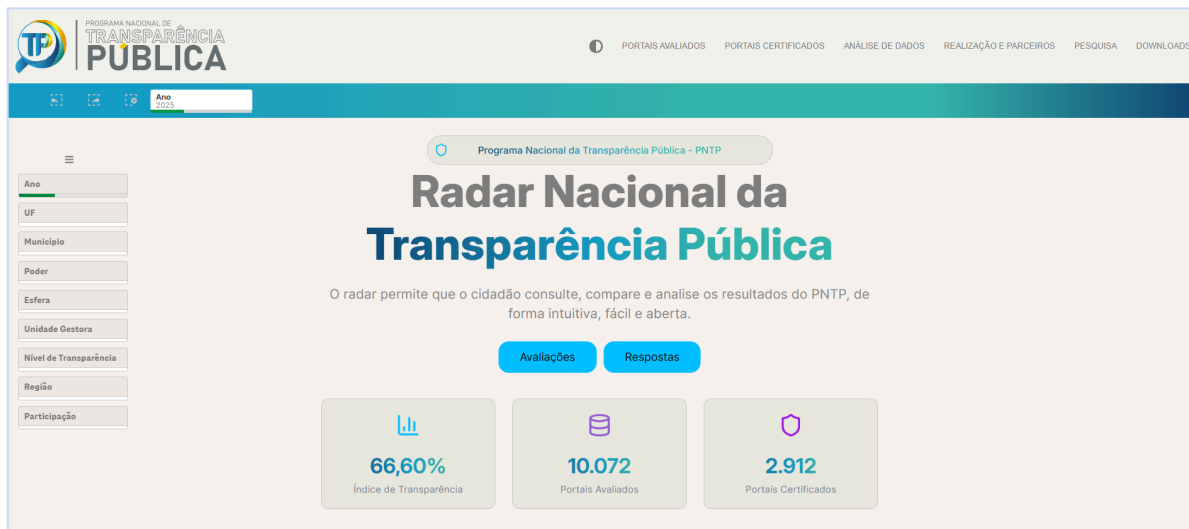 PROGRAMA NACIONAL DE
TRANSPARÊNCIA
PÚBLICA
TP
PORTAIS AVALIADOS
PORTAIS CERTIFICADOS
ANÁLISE DE DADOS
REALIZAÇÃO E PARCEIROS
PESQUISA
DOWNLOADS
Ano
2025
Ano
UF
Município
Poder
Esfera
Unidade Gestora
Nível de Transparência
Região
Participação
Programa Nacional da Transparência Pública - PNTP
Radar Nacional da
Transparência Pública
O radar permite que o cidadão consulte, compare e analise os resultados do PNTP, de
forma intuitiva, fácil e aberta.
Avaliações
Respostas
66,60%
Índice de Transparência
10.072
Portais Avaliados
2.912
Portais Certificados